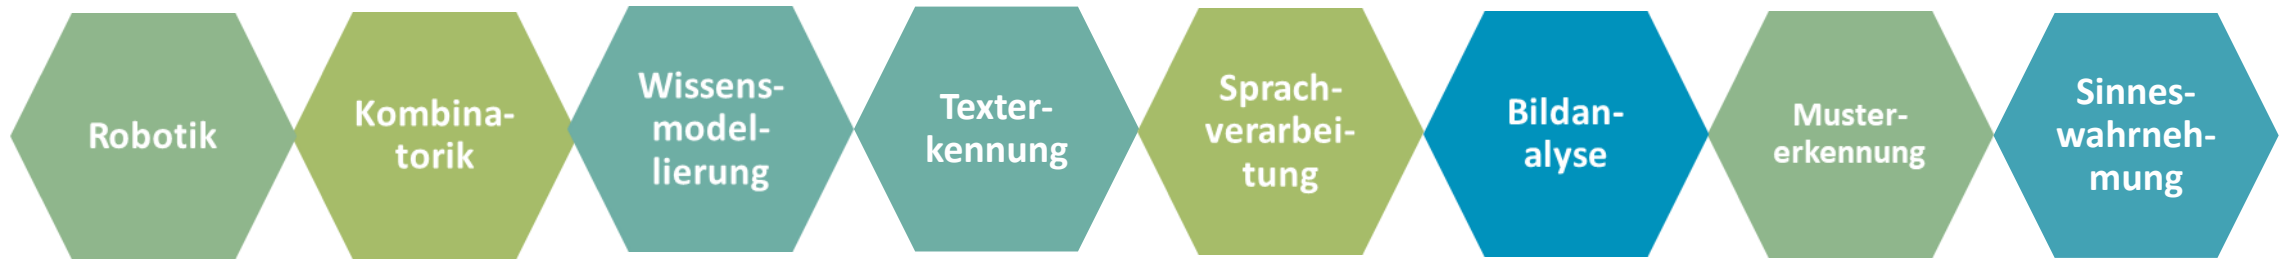 Robotik
Kombina-
torik
Wissens-
model-
lierung
Texter-
kennung
Sprach-
verarbei-
tung
Bildan-
alyse
Muster-
erkennung
Sinnes-
wahrneh-
mung